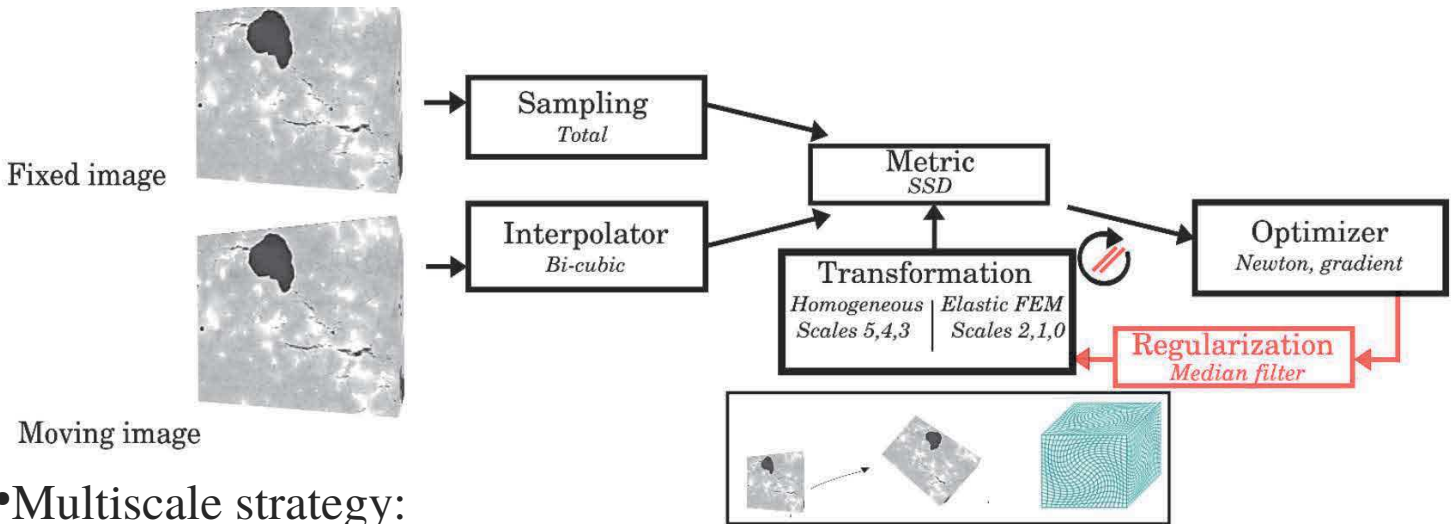 Fixed image
Moving image
Sampling
Total
Interpolator
Bi-cubic
Metric
SSD
Transformation
Homogeneous
Scales 5,4,3
Elastic FEM
Scales 2,1,0
Optimizer
Newton, gradient
Regularization
Median filter
•Multiscale strategy: